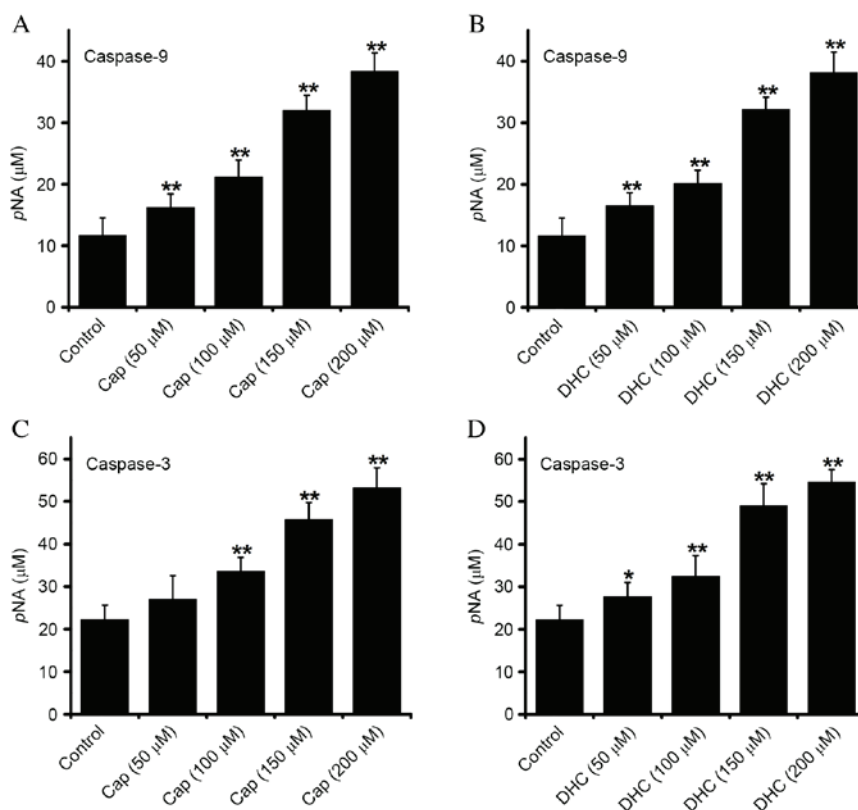 A
Caspase-9
**
**
**
**
40
30
20
10
0
pNA (μM)
Control
Cap (50 μM)
Cap (100 μM)
Cap (150 μM)
Cap (200 μM)
B
Caspase-9
**
**
**
**
40
30
20
10
0
pNA (μM)
Control
DHC (50 μM)
DHC (100 μM)
DHC (150 μM)
DHC (200 μM)
C
Caspase-3
**
**
**
60
50
40
30
20
10
0
pNA (μM)
Control
Cap (50 μM)
Cap (100 μM)
Cap (150 μM)
Cap (200 μM)
D
Caspase-3
*
**
**
**
60
50
40
30
20
10
0
pNA (μM)
Control
DHC (50 μM)
DHC (100 μM)
DHC (150 μM)
DHC (200 μM)